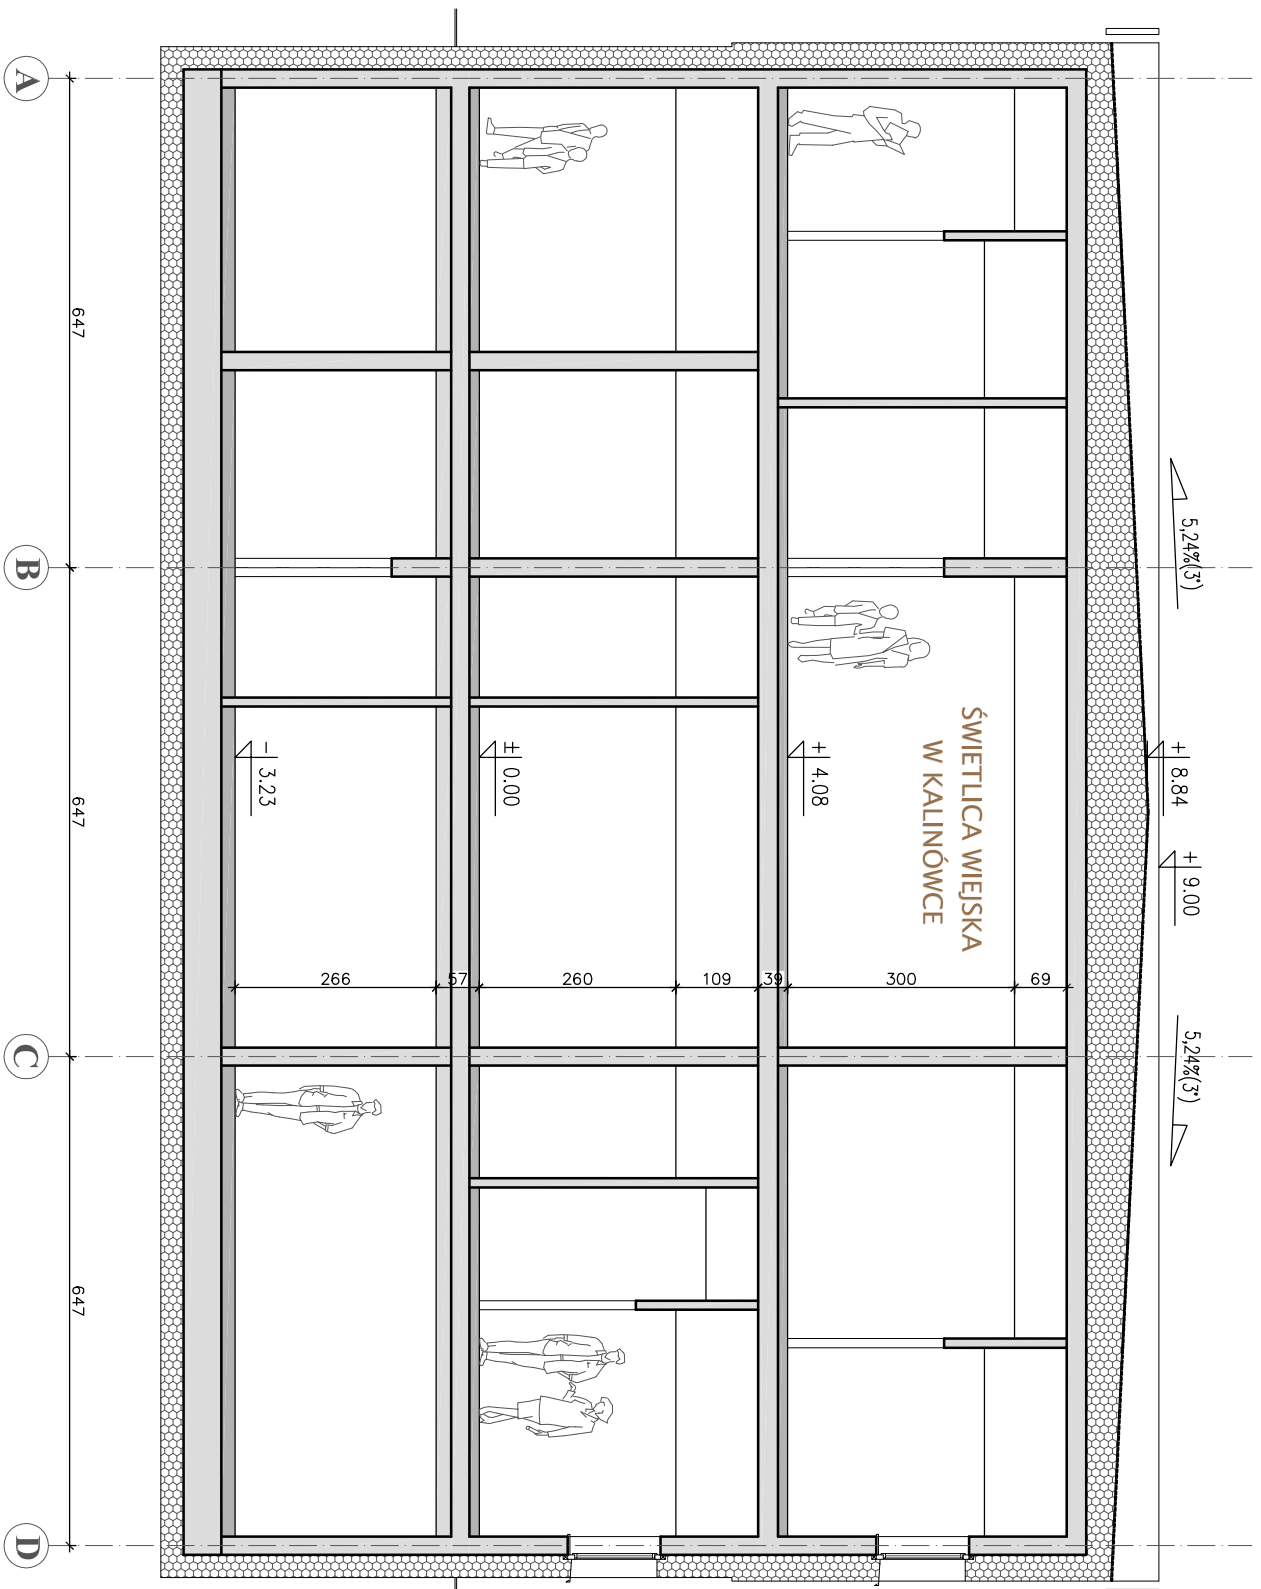 5,24%(3°)
+ 8.84
+ 9.00
5,24%(3°)
ŚWIETLICA WIEJSKA
W KALINÓWCE
+ 4.08
± 0.00
- 3.23
69
300
39
109
260
57
266
647
647
647
A
B
C
D